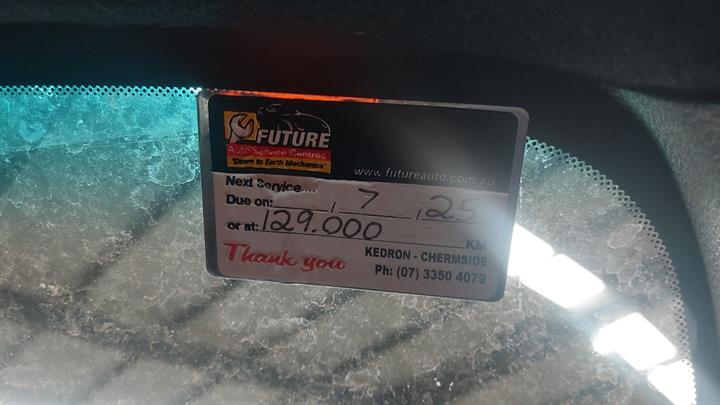 FUTURE
Auto Service Centres
"Down to Earth Mechanics"
www.futureauto.com.au
Next Service....
Due on: / 7 / 25
or at: 129.000 KM
Thank you
KEDRON - CHERMSIDE
Ph: (07) 3350 4079